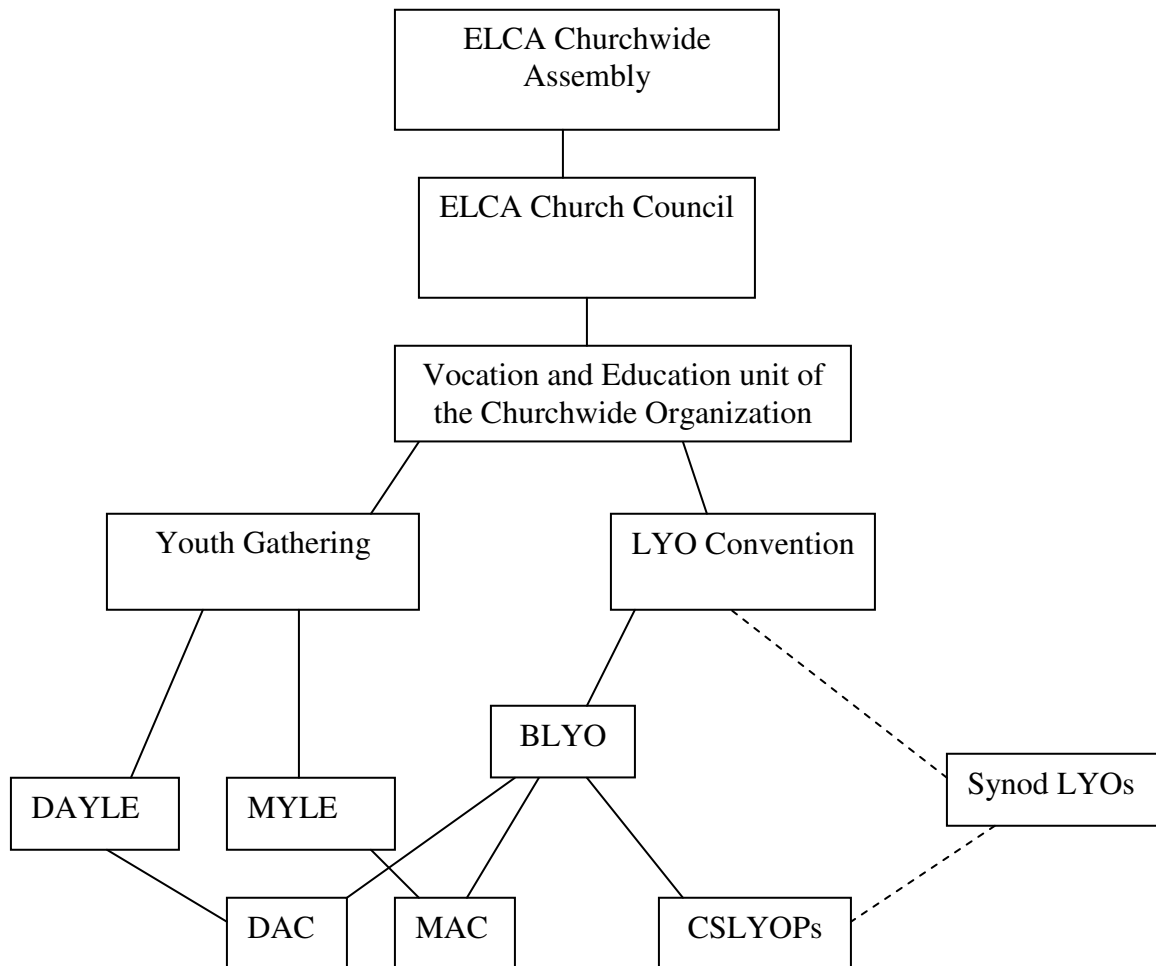 ELCA Churchwide
Assembly
ELCA Church Council
Vocation and Education unit of
the Churchwide Organization
Youth Gathering
LYO Convention
BLYO
DAYLE
MYLE
Synod LYOs
DAC
MAC
CSLYOPs